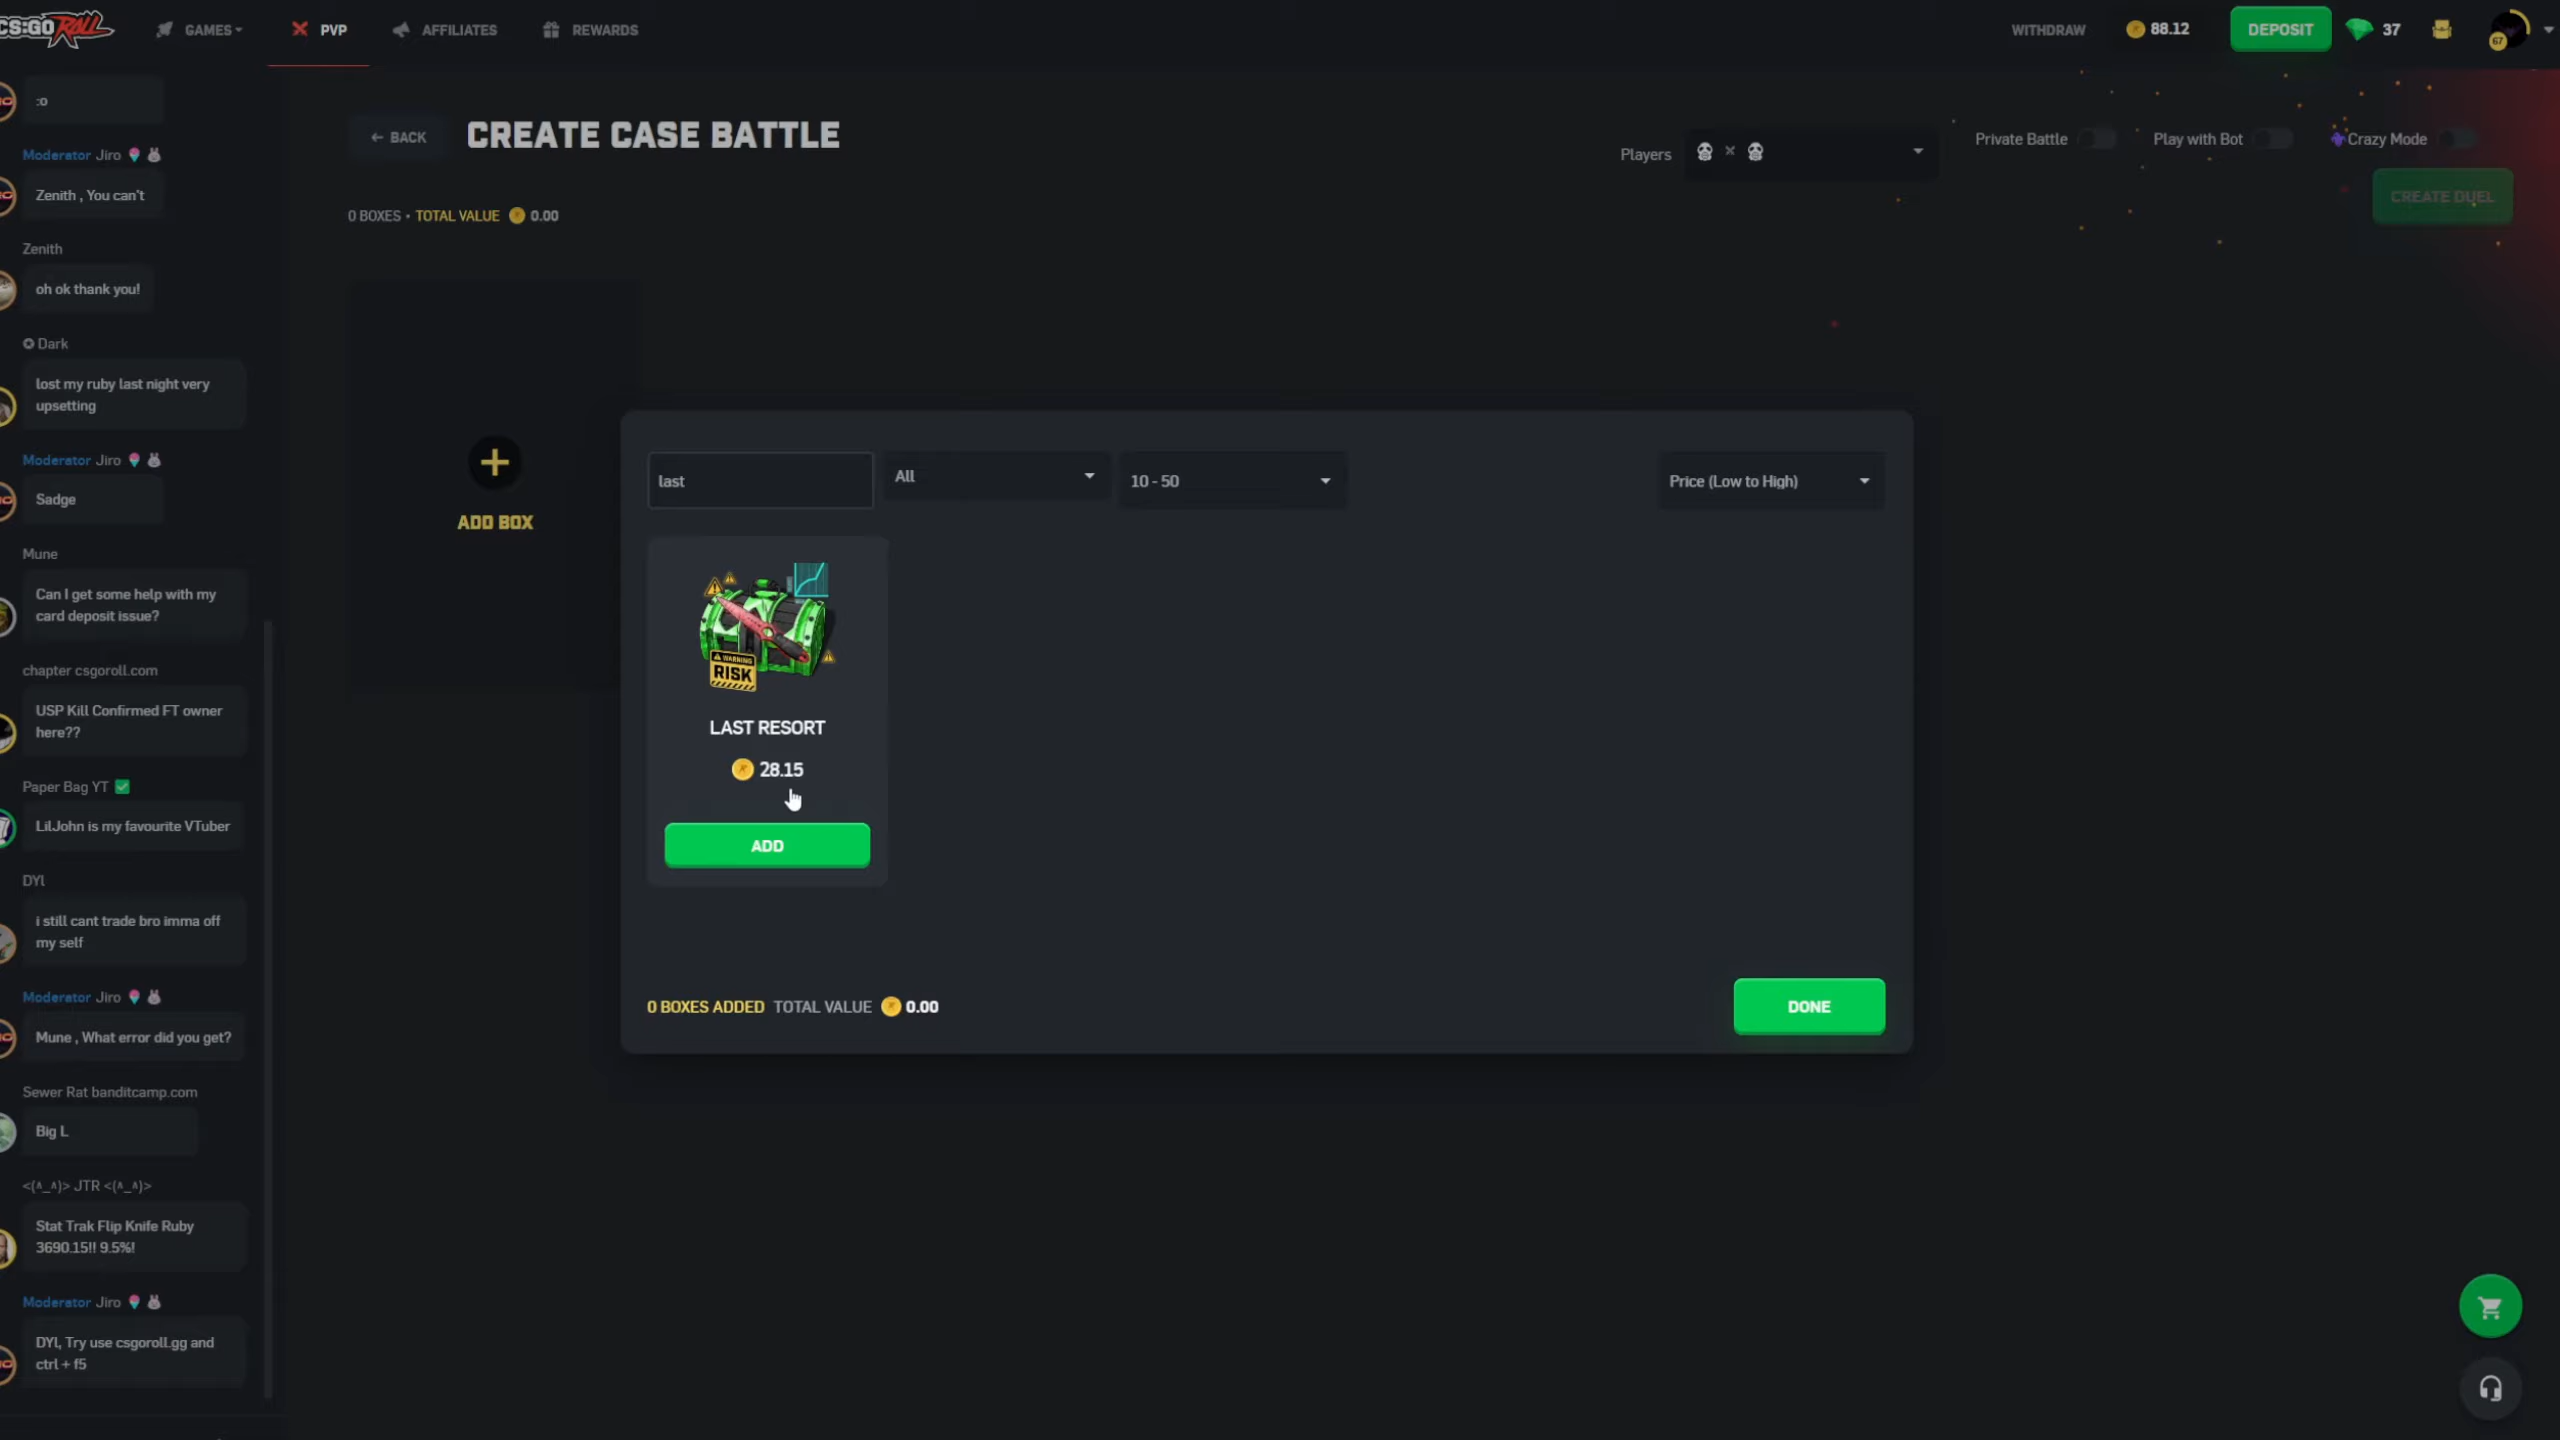 CS:GO ROLL
GAMES
PVP
AFFILIATES
REWARDS
WITHDRAW
88.12
DEPOSIT
37
67
:o
Moderator Jiro
Zenith , You can't
Zenith
oh ok thank you!
Dark
lost my ruby last night very
upsetting
Moderator Jiro
Sadge
Mune
Can I get some help with my
card deposit issue?
chapter csgoroll.com
USP Kill Confirmed FT owner
here??
Paper Bag YT
LilJohn is my favourite VTuber
DYl
i still cant trade bro imma off
my self
Moderator Jiro
Mune , What error did you get?
Sewer Rat banditcamp.com
Big L
<(^_^)> JTR <(^_^)>
Stat Trak Flip Knife Ruby
3690.15!! 9.5%!
Moderator Jiro
DYl, Try use csgoroll.gg and
ctrl + f5
← BACK
CREATE CASE BATTLE
Players
Private Battle
Play with Bot
Crazy Mode
CREATE DUEL
0 BOXES • TOTAL VALUE 0.00
ADD BOX
last
All
10 - 50
Price (Low to High)
WARNING
RISK
LAST RESORT
28.15
ADD
0 BOXES ADDED TOTAL VALUE 0.00
DONE